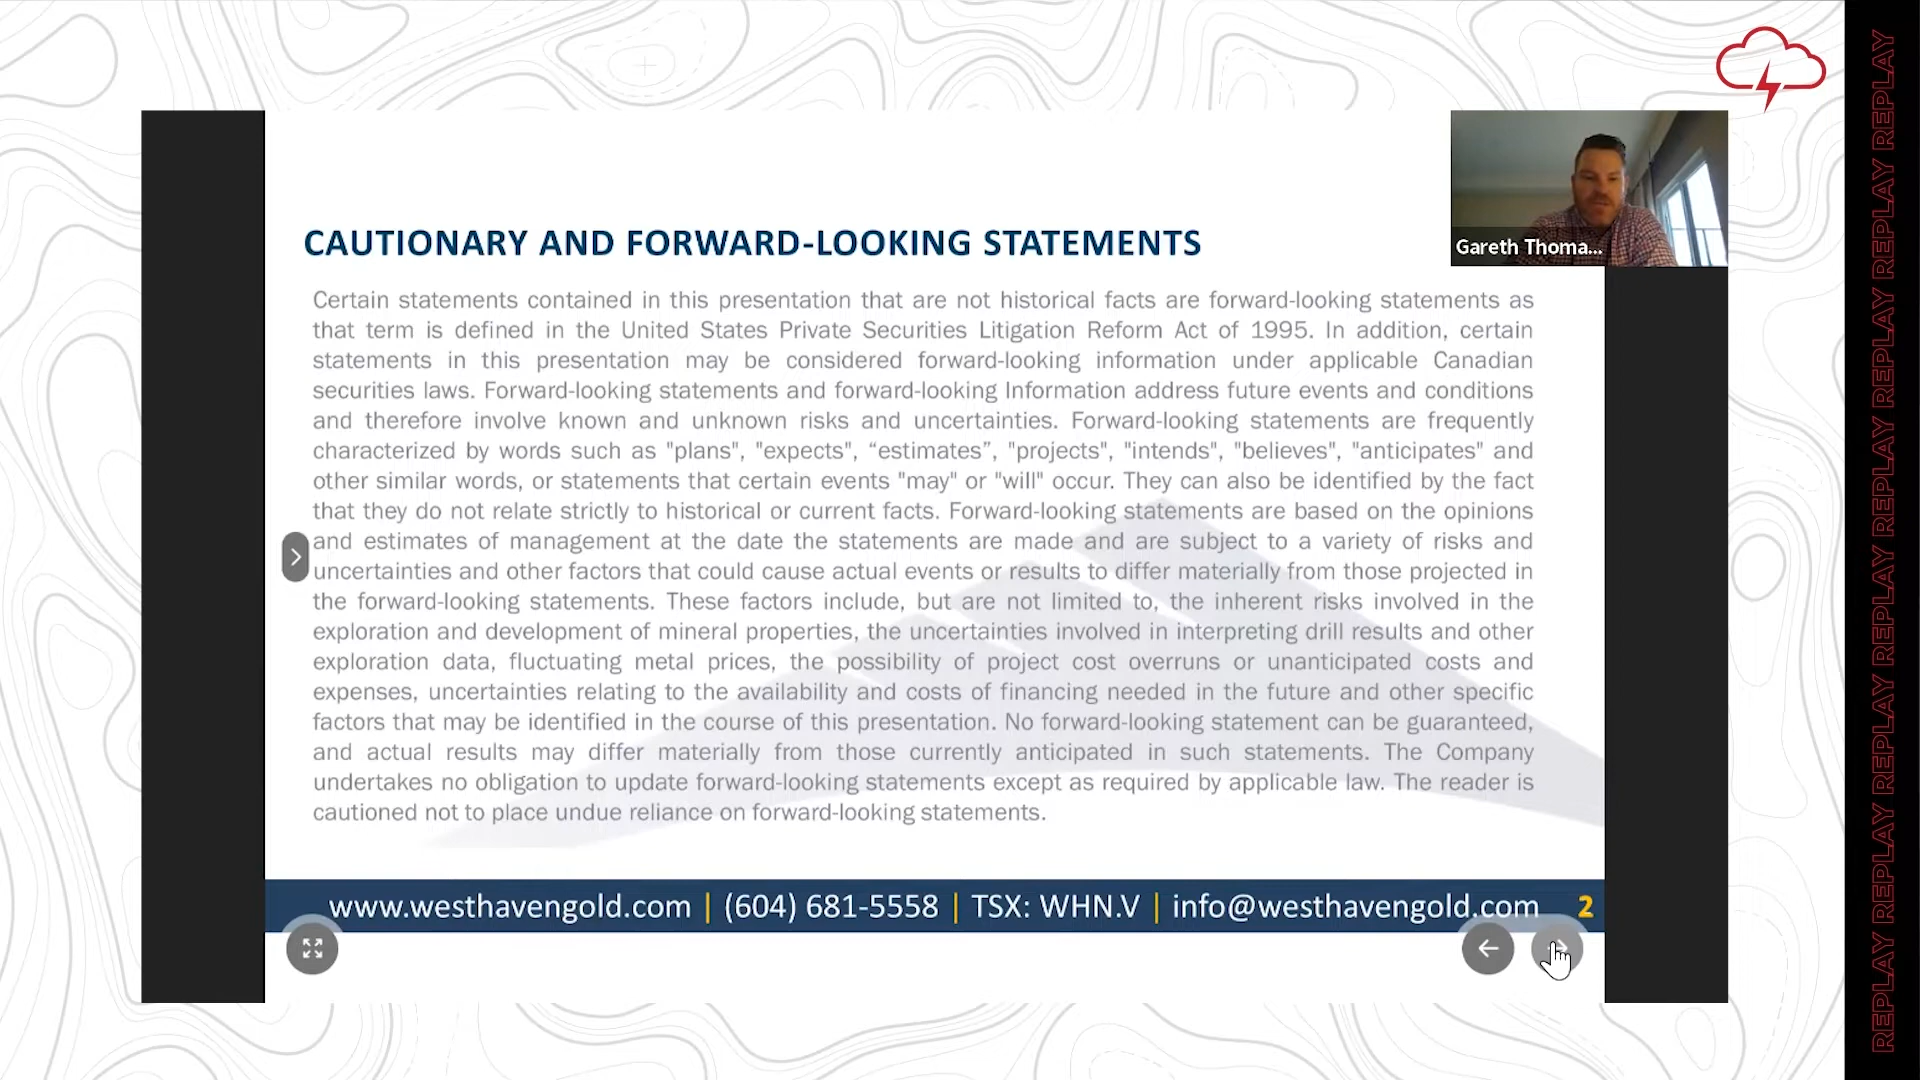 CAUTIONARY AND FORWARD-LOOKING STATEMENTS
Gareth Thoma...
Certain statements contained in this presentation that are not historical facts are forward-looking statements as
that term is defined in the United States Private Securities Litigation Reform Act of 1995. In addition, certain
statements in this presentation may be considered forward-looking information under applicable Canadian
securities laws. Forward-looking statements and forward-looking Information address future events and conditions
and therefore involve known and unknown risks and uncertainties. Forward-looking statements are frequently
characterized by words such as "plans", "expects", “estimates”, "projects", "intends", "believes", "anticipates" and
other similar words, or statements that certain events "may" or "will" occur. They can also be identified by the fact
that they do not relate strictly to historical or current facts. Forward-looking statements are based on the opinions
and estimates of management at the date the statements are made and are subject to a variety of risks and
uncertainties and other factors that could cause actual events or results to differ materially from those projected in
the forward-looking statements. These factors include, but are not limited to, the inherent risks involved in the
exploration and development of mineral properties, the uncertainties involved in interpreting drill results and other
exploration data, fluctuating metal prices, the possibility of project cost overruns or unanticipated costs and
expenses, uncertainties relating to the availability and costs of financing needed in the future and other specific
factors that may be identified in the course of this presentation. No forward-looking statement can be guaranteed,
and actual results may differ materially from those currently anticipated in such statements. The Company
undertakes no obligation to update forward-looking statements except as required by applicable law. The reader is
cautioned not to place undue reliance on forward-looking statements.
www.westhavengold.com | (604) 681-5558 | TSX: WHN.V | info@westhavengold.com 2
REPLAY REPLAY REPLAY REPLAY REPLAY REPLAY REPLAY REPLAY REPLAY REPLAY REPLAY REPLAY REPLAY